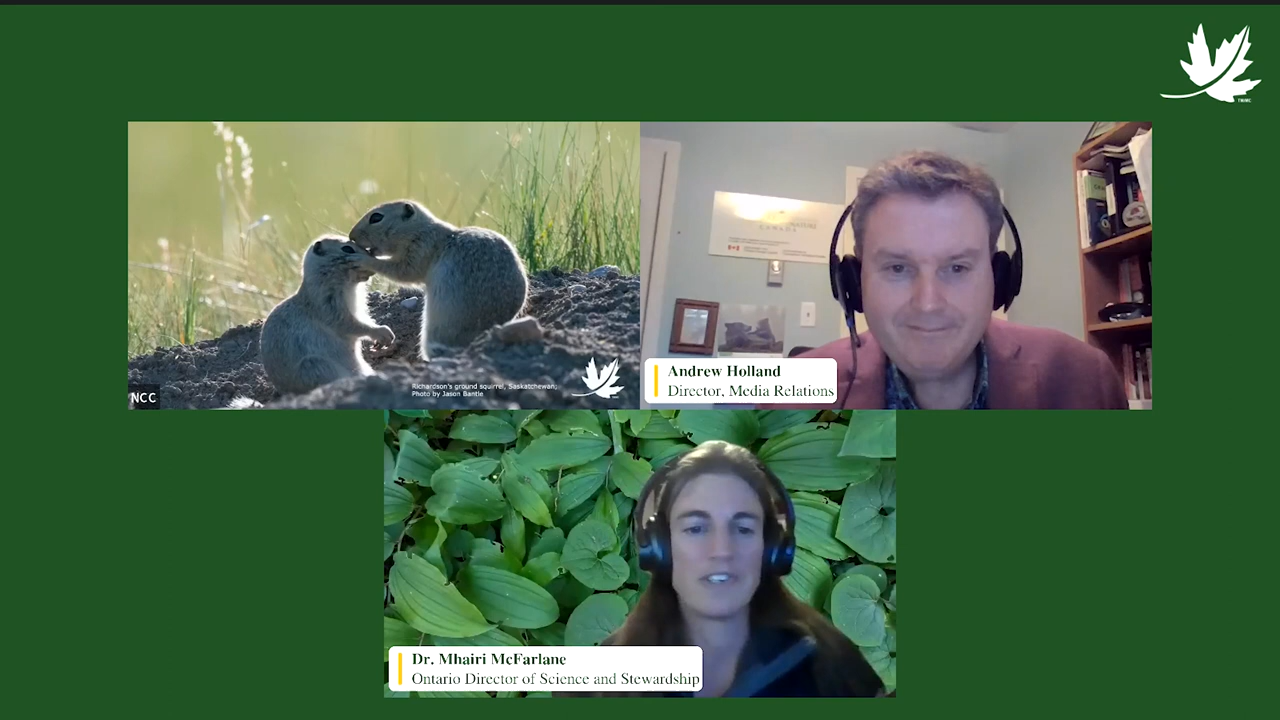 NCC
Richardson's ground squirrel, Saskatchewan;
Photo by Jason Bantle
CANADA
Andrew Holland
Director, Media Relations
Dr. Mhairi McFarlane
Ontario Director of Science and Stewardship